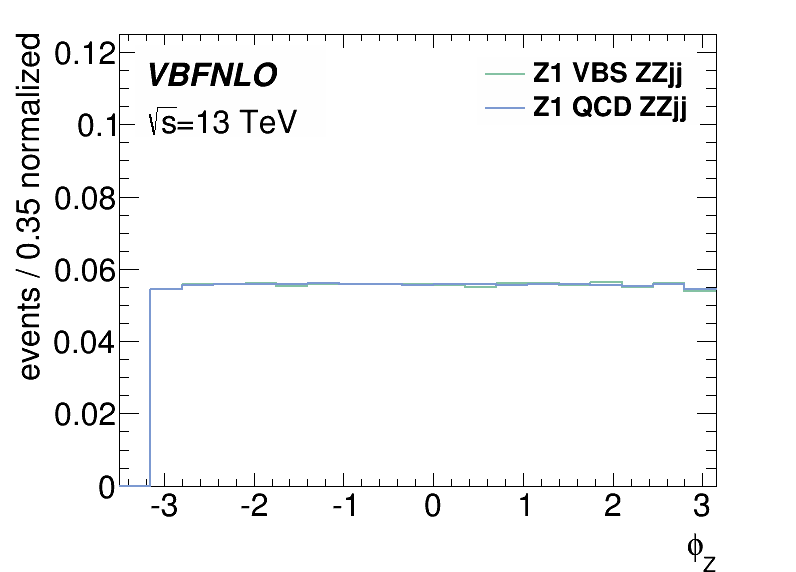 VBFNLO
√s=13 TeV
Z1 VBS ZZjj
Z1 QCD ZZjj
events / 0.35 normalized
0.12
0.1
0.08
0.06
0.04
0.02
0
-3 -2 -1 0 1 2 3
ϕZ